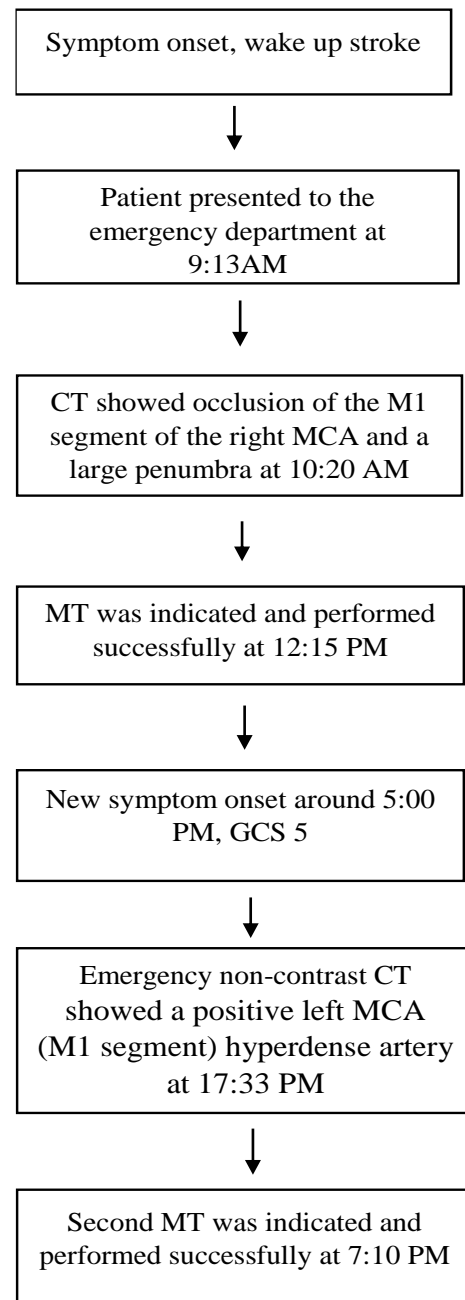 Symptom onset, wake up stroke
Patient presented to the
emergency department at
9:13AM
CT showed occlusion of the M1
segment of the right MCA and a
large penumbra at 10:20 AM
MT was indicated and performed
successfully at 12:15 PM
New symptom onset around 5:00
PM, GCS 5
Emergency non-contrast CT
showed a positive left MCA
(M1 segment) hyperdense artery
at 17:33 PM
Second MT was indicated and
performed successfully at 7:10 PM